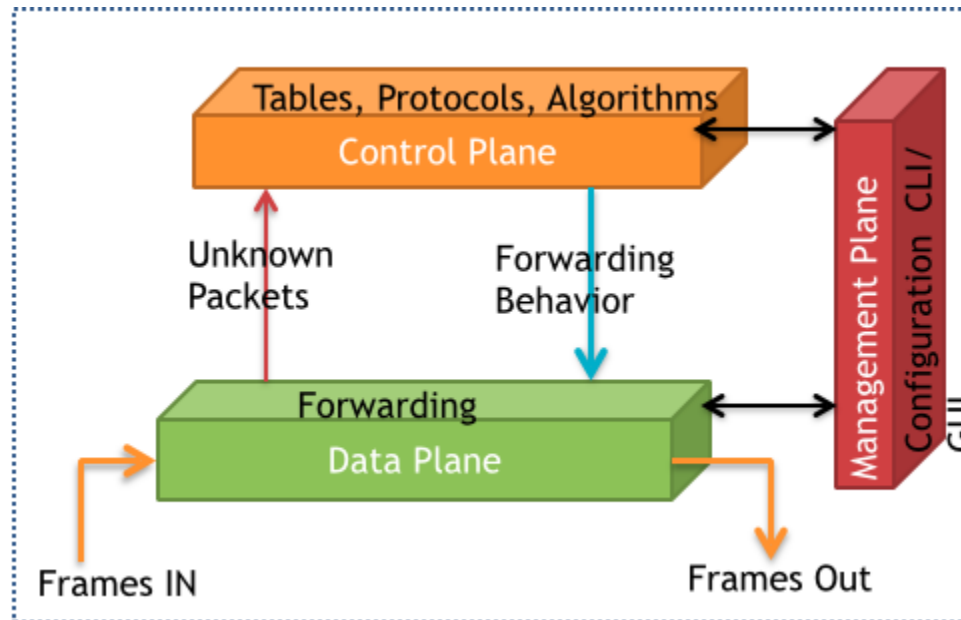 Tables, Protocols, Algorithms
Control Plane
Unknown
Packets
Forwarding
Behavior
Management Plane
Configuration CLI/
GUI
Forwarding
Data Plane
Frames IN
Frames Out